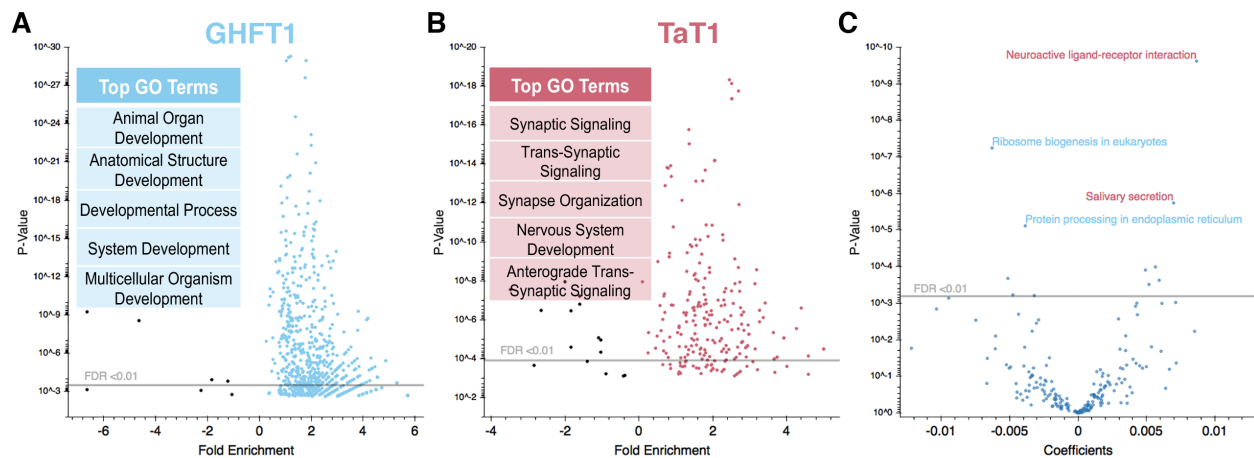 A
GHFT1
10^-30
10^-27
10^-24
10^-21
10^-18
10^-15
10^-12
10^-9
10^-6
10^-3
P-Value
Top GO Terms
Animal Organ
Development
Anatomical Structure
Development
Developmental Process
System Development
Multicellular Organism
Development
FDR <0.01
-6
-4
-2
0
2
4
6
Fold Enrichment
B
TaT1
10^-20
10^-18
10^-16
10^-14
10^-12
10^-10
10^-8
10^-6
10^-4
10^-2
P-Value
Top GO Terms
Synaptic Signaling
Trans-Synaptic
Signaling
Synapse Organization
Nervous System
Development
Anterograde Trans-
Synaptic Signaling
FDR <0.01
-4
-2
0
2
4
Fold Enrichment
C
10^-10
10^-9
10^-8
10^-7
10^-6
10^-5
10^-4
10^-3
10^-2
10^-1
10^0
P-Value
Neuroactive ligand-receptor interaction
Ribosome biogenesis in eukaryotes
Salivary secretion
Protein processing in endoplasmic reticulum
FDR <0.01
-0.01
-0.005
0
0.005
0.01
Coefficients